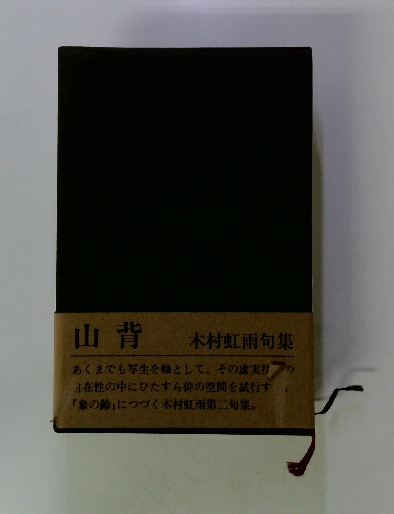 山背 木村虹雨句集
あくまでも写生を軸として、その虚実 の
自在性の中にひたすら俳の空間を試行す
「象の齢」につづく木村虹雨第二句集。